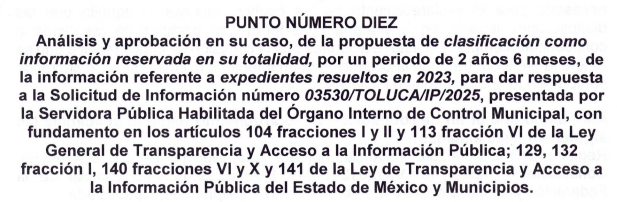 PUNTO NÚMERO DIEZ
Análisis y aprobación en su caso, de la propuesta de clasificación como
información reservada en su totalidad, por un periodo de 2 años 6 meses, de
la información referente a expedientes resueltos en 2023, para dar respuesta
a la Solicitud de Información número 03530/TOLUCA/IP/2025, presentada por
la Servidora Pública Habilitada del Órgano Interno de Control Municipal, con
fundamento en los artículos 104 fracciones I y II y 113 fracción VI de la Ley
General de Transparencia y Acceso a la Información Pública; 129, 132
fracción I, 140 fracciones VI y X y 141 de la Ley de Transparencia y Acceso a
la Información Pública del Estado de México y Municipios.